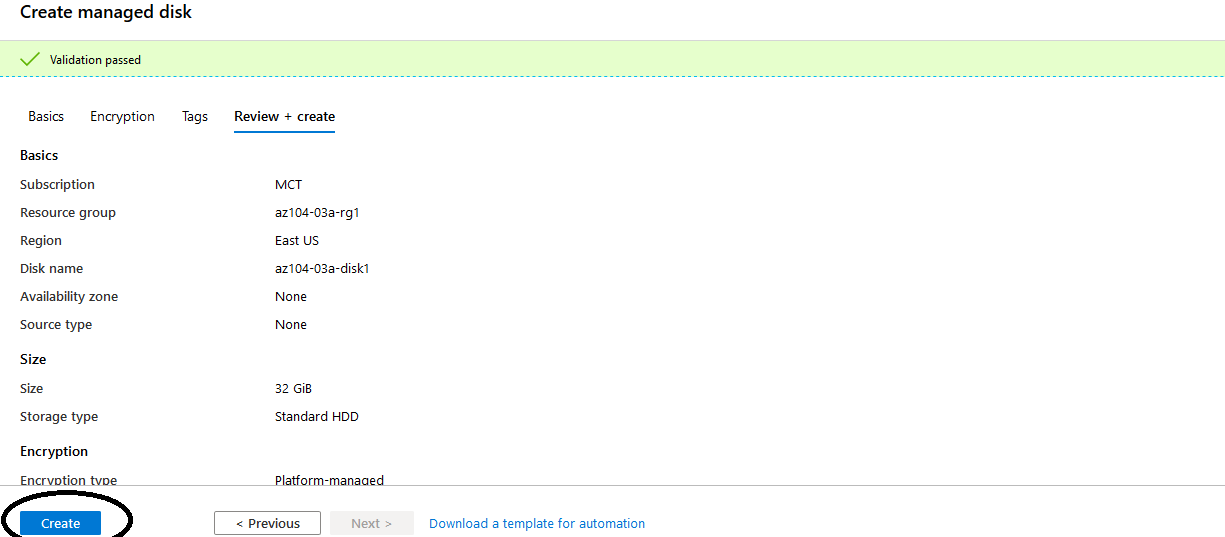 Create managed disk
Validation passed
Basics Encryption Tags Review + create
Basics
Subscription MCT
Resource group az104-03a-rg1
Region East US
Disk name az104-03a-disk1
Availability zone None
Source type None
Size
Size 32 GiB
Storage type Standard HDD
Encryption
Encryption type Platform-managed
Create < Previous Next > Download a template for automation